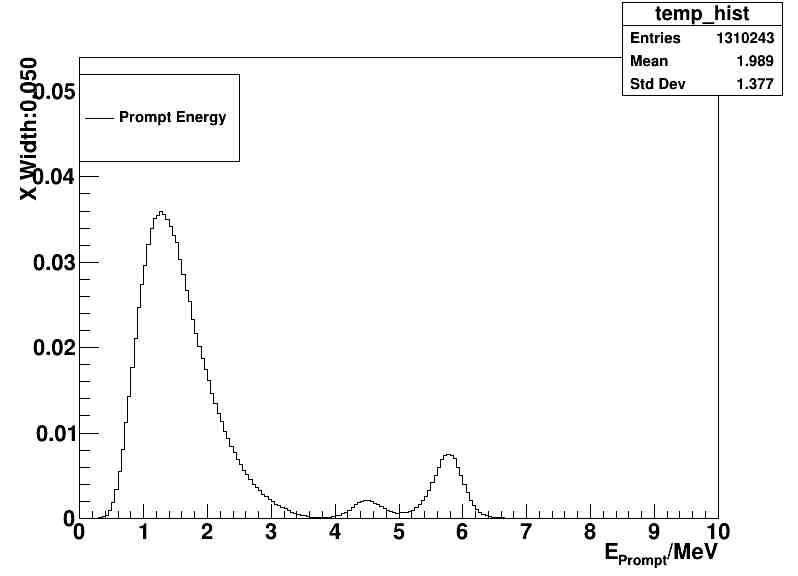 temp_hist
Entries 1310243
Mean 1.989
Std Dev 1.377
X Width:0.050
Prompt Energy
0.05
0.04
0.03
0.02
0.01
0
0 1 2 3 4 5 6 7 8 9 10
E_Prompt/MeV